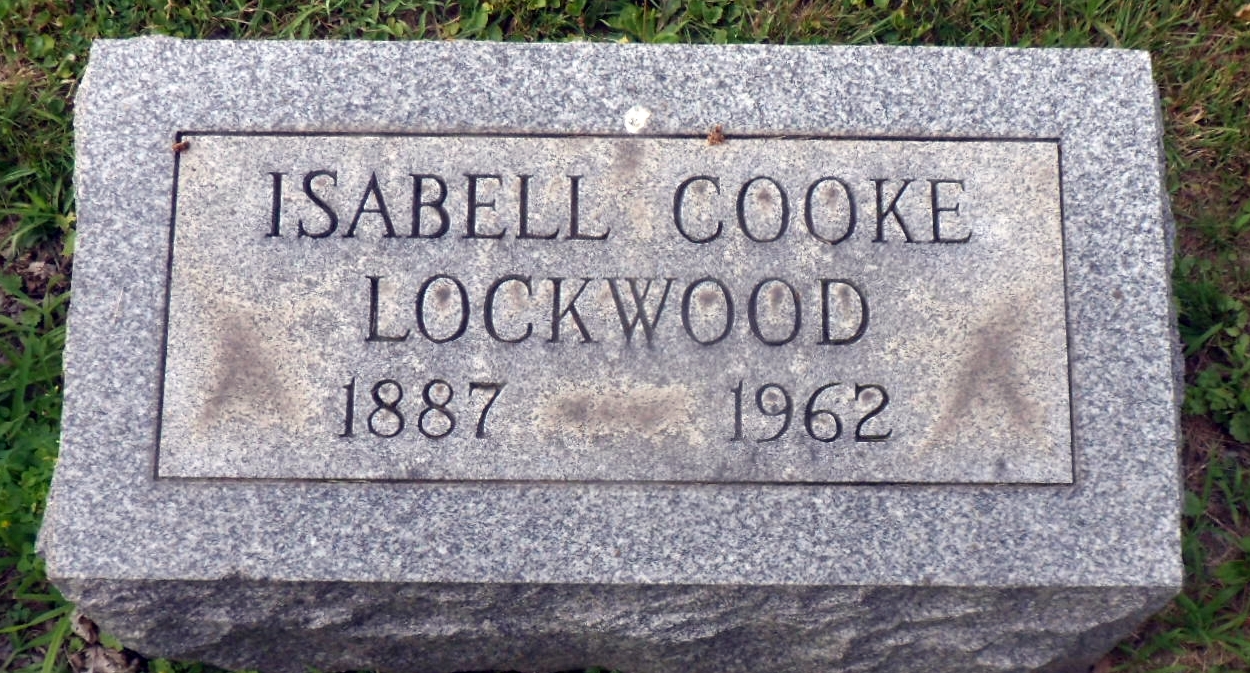 ISABELL COOKE
LOCKWOOD
1887 1962